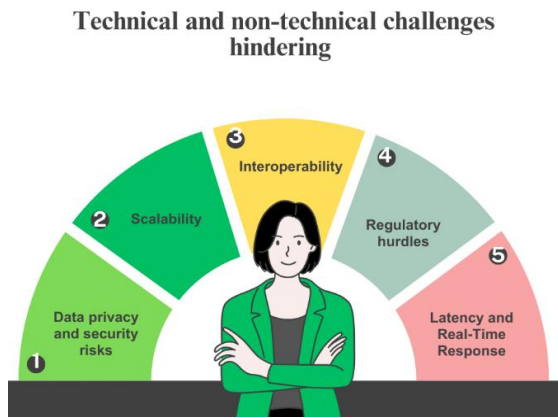 Technical and non-technical challenges
hindering
1
Data privacy
and security
risks
2
Scalability
3
Interoperability
4
Regulatory
hurdles
5
Latency and
Real-Time
Response